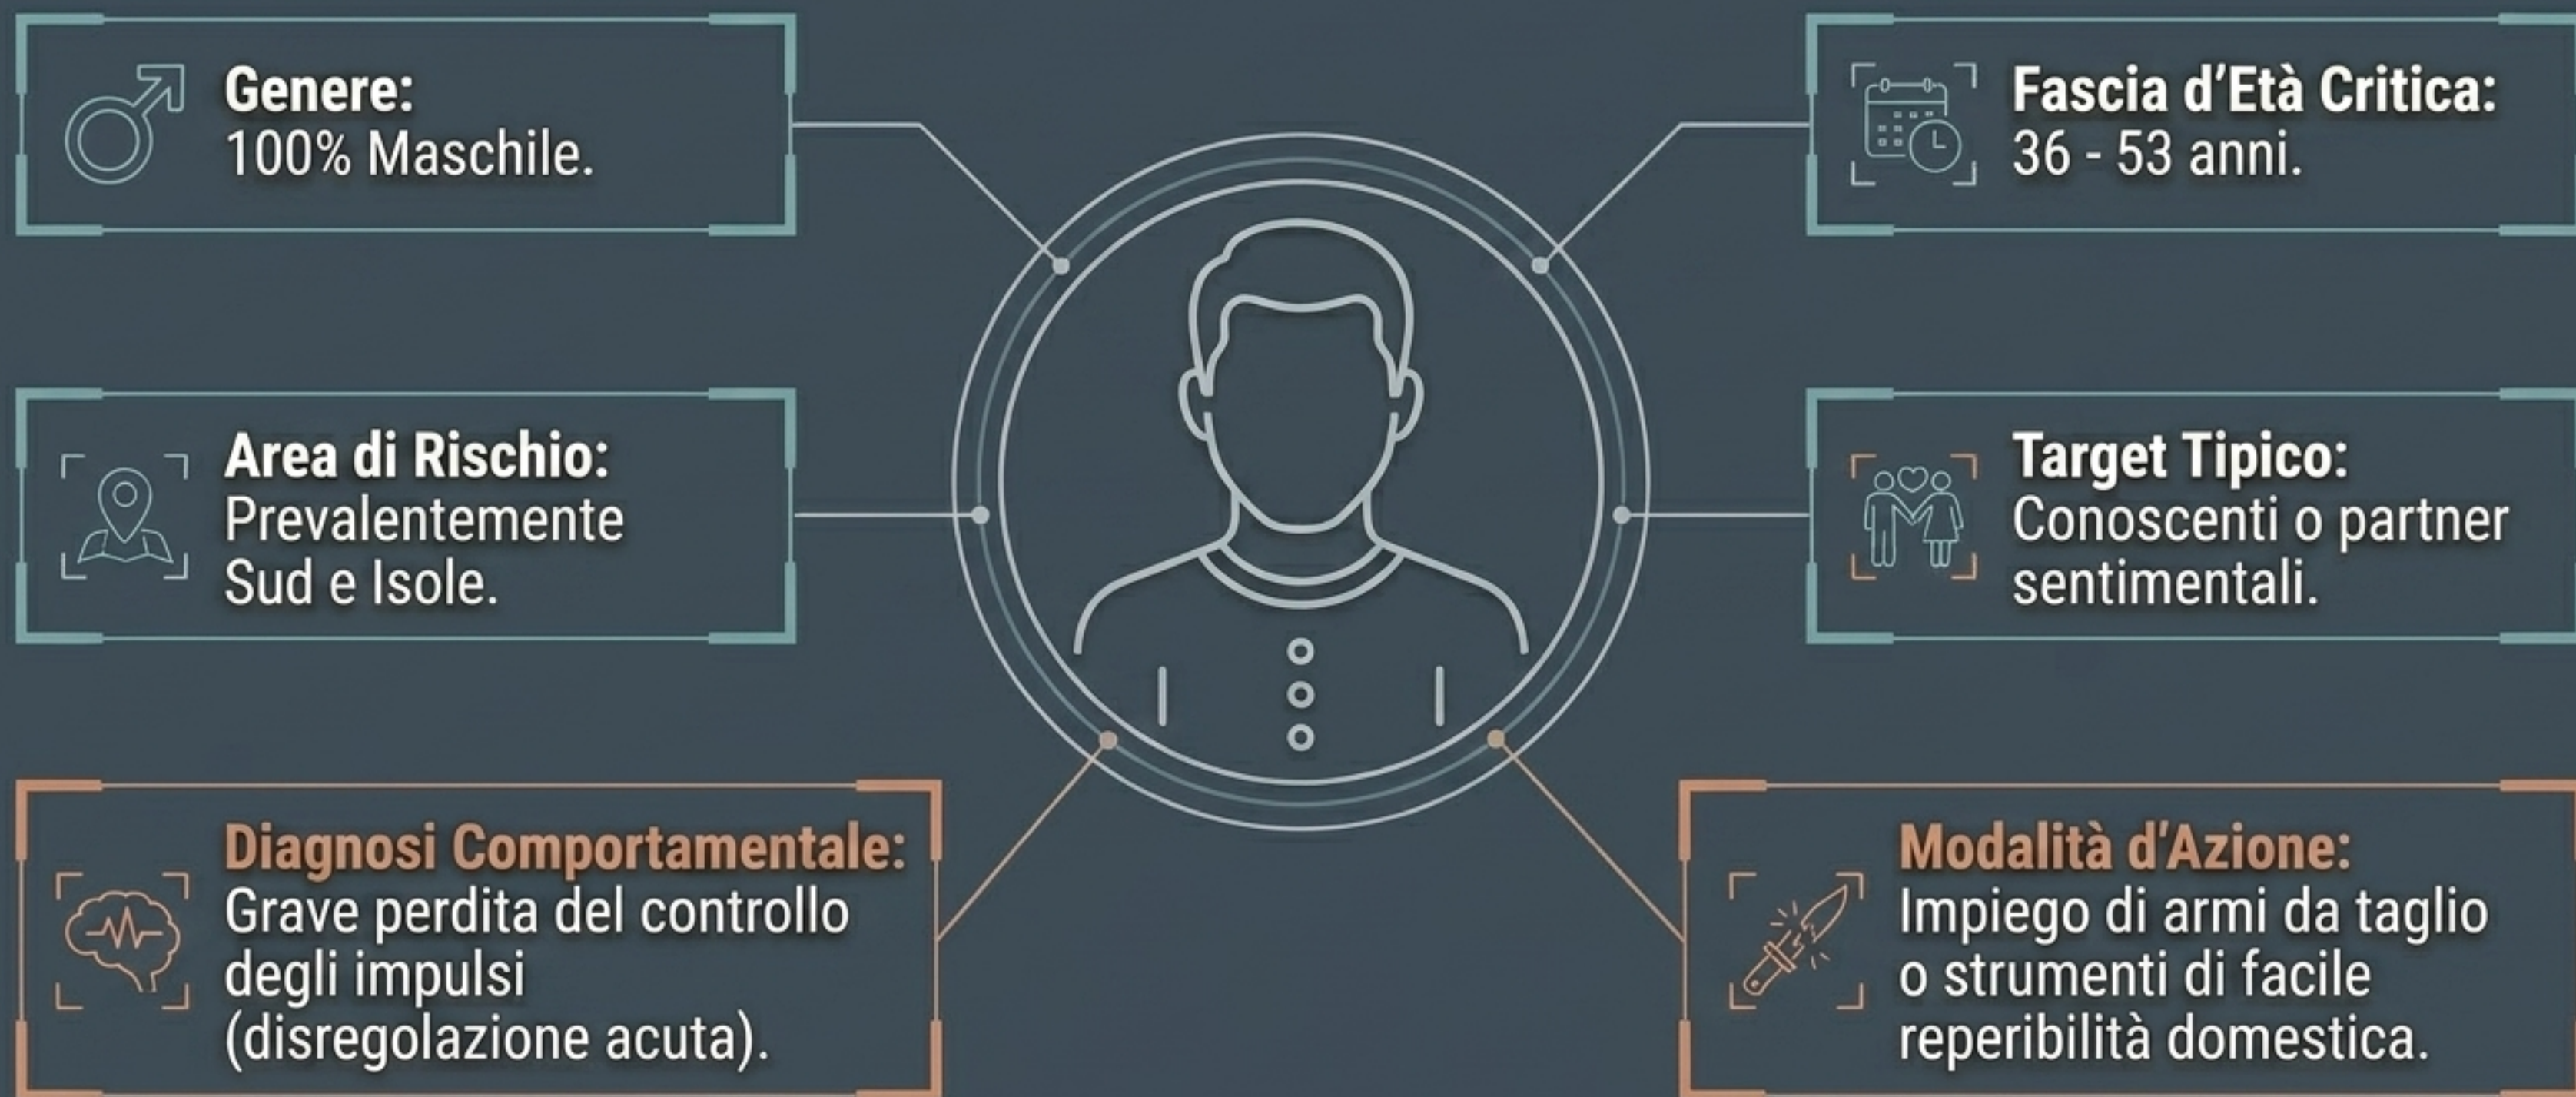 Genere:
100% Maschile.
Fascia d’Età Critica:
36 - 53 anni.
Area di Rischio:
Prevalentemente
Sud e Isole.
Target Tipico:
Conoscenti o partner
sentimentali.
Diagnosi Comportamentale:
Grave perdita del controllo
degli impulsi
(disregolazione acuta).
Modalità d'Azione:
Impiego di armi da taglio
o strumenti di facile
reperibilità domestica.